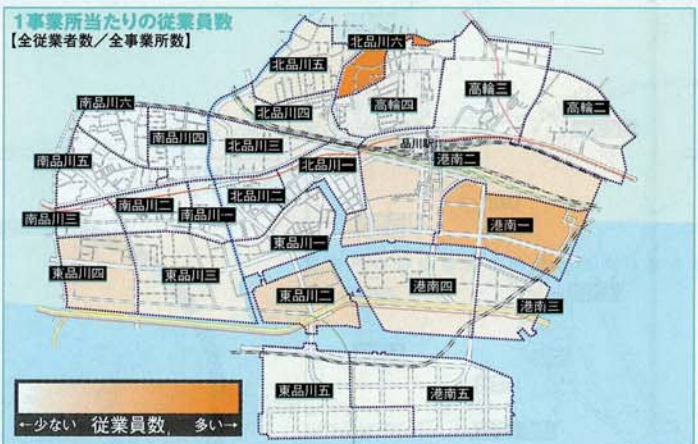 1事業所当たりの従業員数
【全従業者数／全事業所数】
北品川六
北品川五
高輪三
高輪二
高輪四
南品川六
北品川四
南品川四
北品川三
品川駅
港南二
南品川五
北品川一
北品川二
南品川二
南品川一
南品川三
港南一
東品川一
東品川四
東品川三
東品川二
港南四
港南三
東品川五
港南五
←少ない 従業員数 多い→